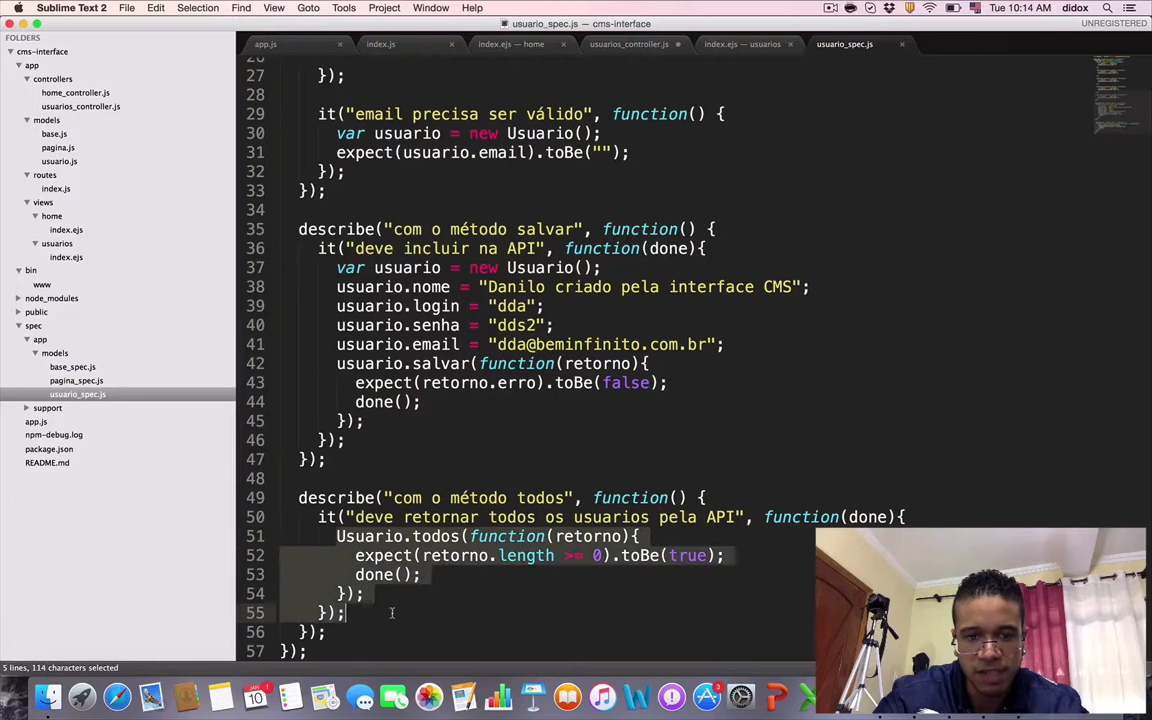 Sublime Text 2 File Edit Selection Find View Goto Tools Project Window Help Tue 10:14 AM didox
usuario_spec.js — cms-interface UNREGISTERED
FOLDERS
cms-interface
app
controllers
home_controller.js
usuarios_controller.js
models
base.js
pagina.js
usuario.js
routes
index.js
views
home
index.ejs
usuarios
index.ejs
bin
www
node_modules
public
spec
app
models
base_spec.js
pagina_spec.js
usuario_spec.js
support
app.js
npm-debug.log
package.json
README.md
app.js index.js index.ejs — home usuarios_controller.js index.ejs — usuarios usuario_spec.js
26
27 });
28
29 it("email precisa ser válido", function() {
30 var usuario = new Usuario();
31 expect(usuario.email).toBe("");
32 });
33 });
34
35 describe("com o método salvar", function() {
36 it("deve incluir na API", function(done){
37 var usuario = new Usuario();
38 usuario.nome = "Danilo criado pela interface CMS";
39 usuario.login = "dda";
40 usuario.senha = "dds2";
41 usuario.email = "dda@beminfinito.com.br";
42 usuario.salvar(function(retorno){
43 expect(retorno.erro).toBe(false);
44 done();
45 });
46 });
47 });
48
49 describe("com o método todos", function() {
50 it("deve retornar todos os usuarios pela API", function(done){
51 Usuario.todos(function(retorno){
52 expect(retorno.length >= 0).toBe(true);
53 done();
54 });
55 });
56 });
57 });
5 lines, 114 characters selected
JAN
10
1
3